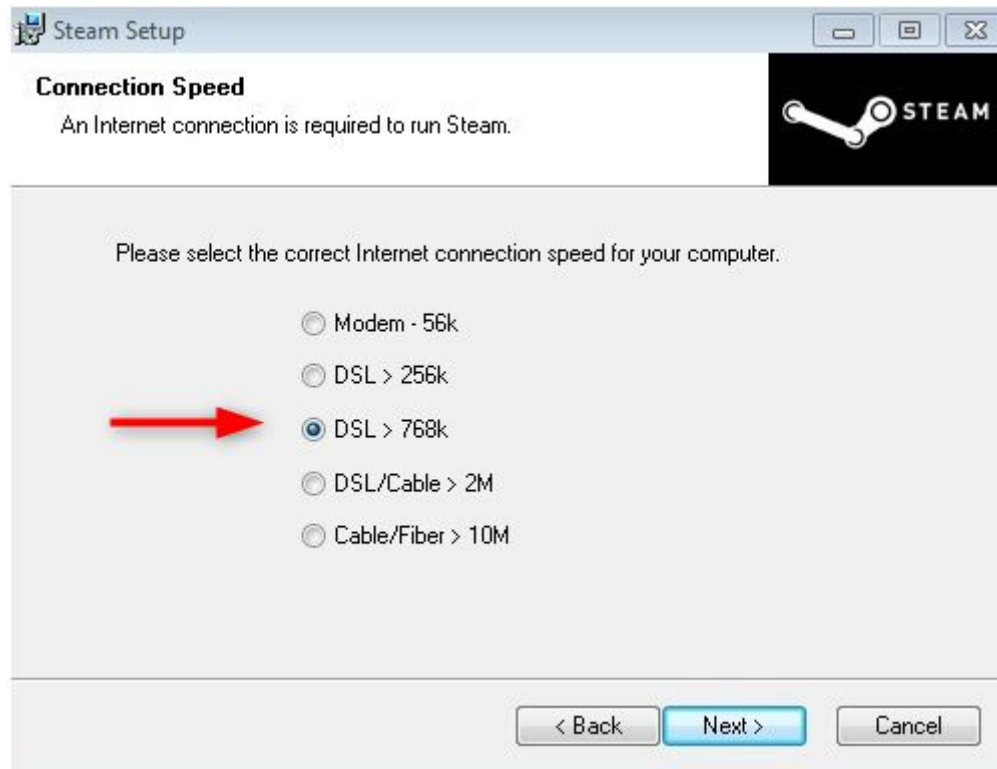 Steam Setup
Connection Speed
An Internet connection is required to run Steam.
STEAM
Please select the correct Internet connection speed for your computer.
Modem - 56k
DSL > 256k
DSL > 768k
DSL/Cable > 2M
Cable/Fiber > 10M
< Back
Next >
Cancel